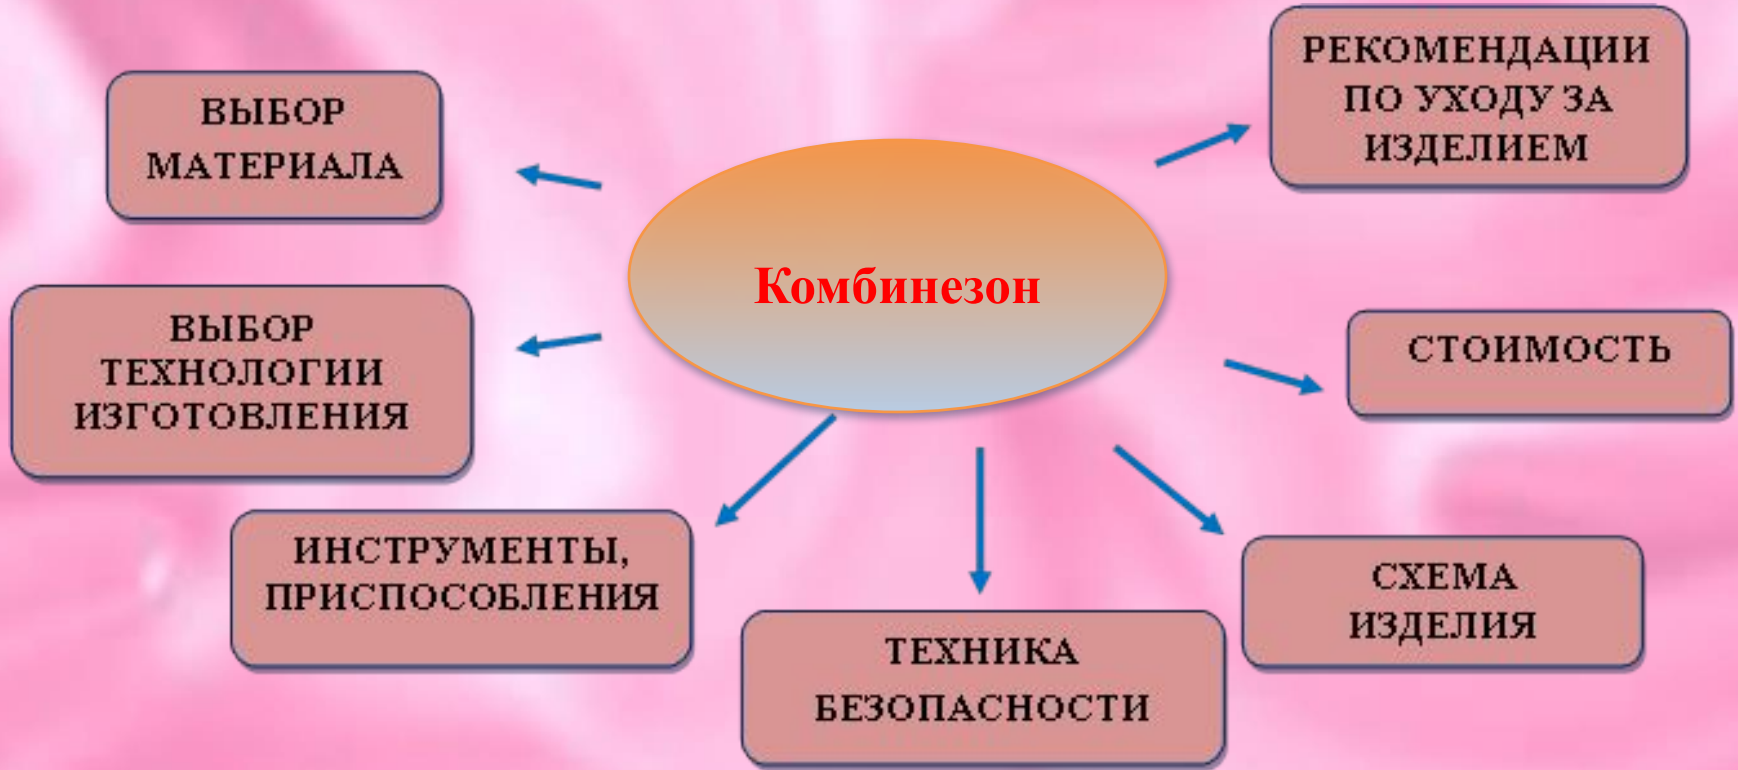 РЕКОМЕНДАЦИИ
ПО УХОДУ ЗА
ИЗДЕЛИЕМ
ВЫБОР
МАТЕРИАЛА
Комбинезон
ВЫБОР
ТЕХНОЛОГИИ
ИЗГОТОВЛЕНИЯ
СТОИМОСТЬ
ИНСТРУМЕНТЫ,
ПРИСПОСОБЛЕНИЯ
СХЕМА
ИЗДЕЛИЯ
ТЕХНИКА
БЕЗОПАСНОСТИ